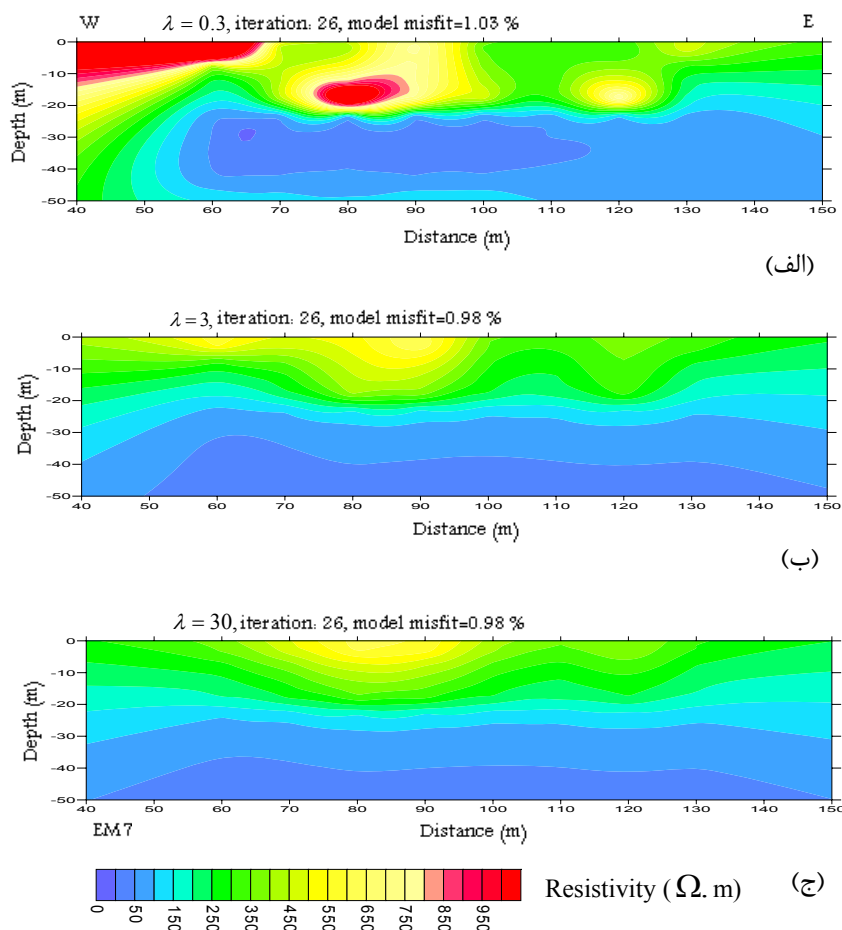 W λ = 0.3, iteration: 26, model misfit=1.03 % E
0
-10
-20
-30
-40
-50
Depth (m)
40 50 60 70 80 90 100 110 120 130 140 150
Distance (m)
(الف)
λ = 3, iteration: 26, model misfit=0.98 %
0
-10
-20
-30
-40
-50
Depth (m)
40 50 60 70 80 90 100 110 120 130 140 150
Distance (m)
(ب)
λ = 30, iteration: 26, model misfit=0.98 %
0
-10
-20
-30
-40
-50
Depth (m)
40 50 60 70 80 90 100 110 120 130 140 150
EM7 Distance (m)
Resistivity (Ω. m) (ج)
0 50 150 250 350 450 550 650 750 850 950